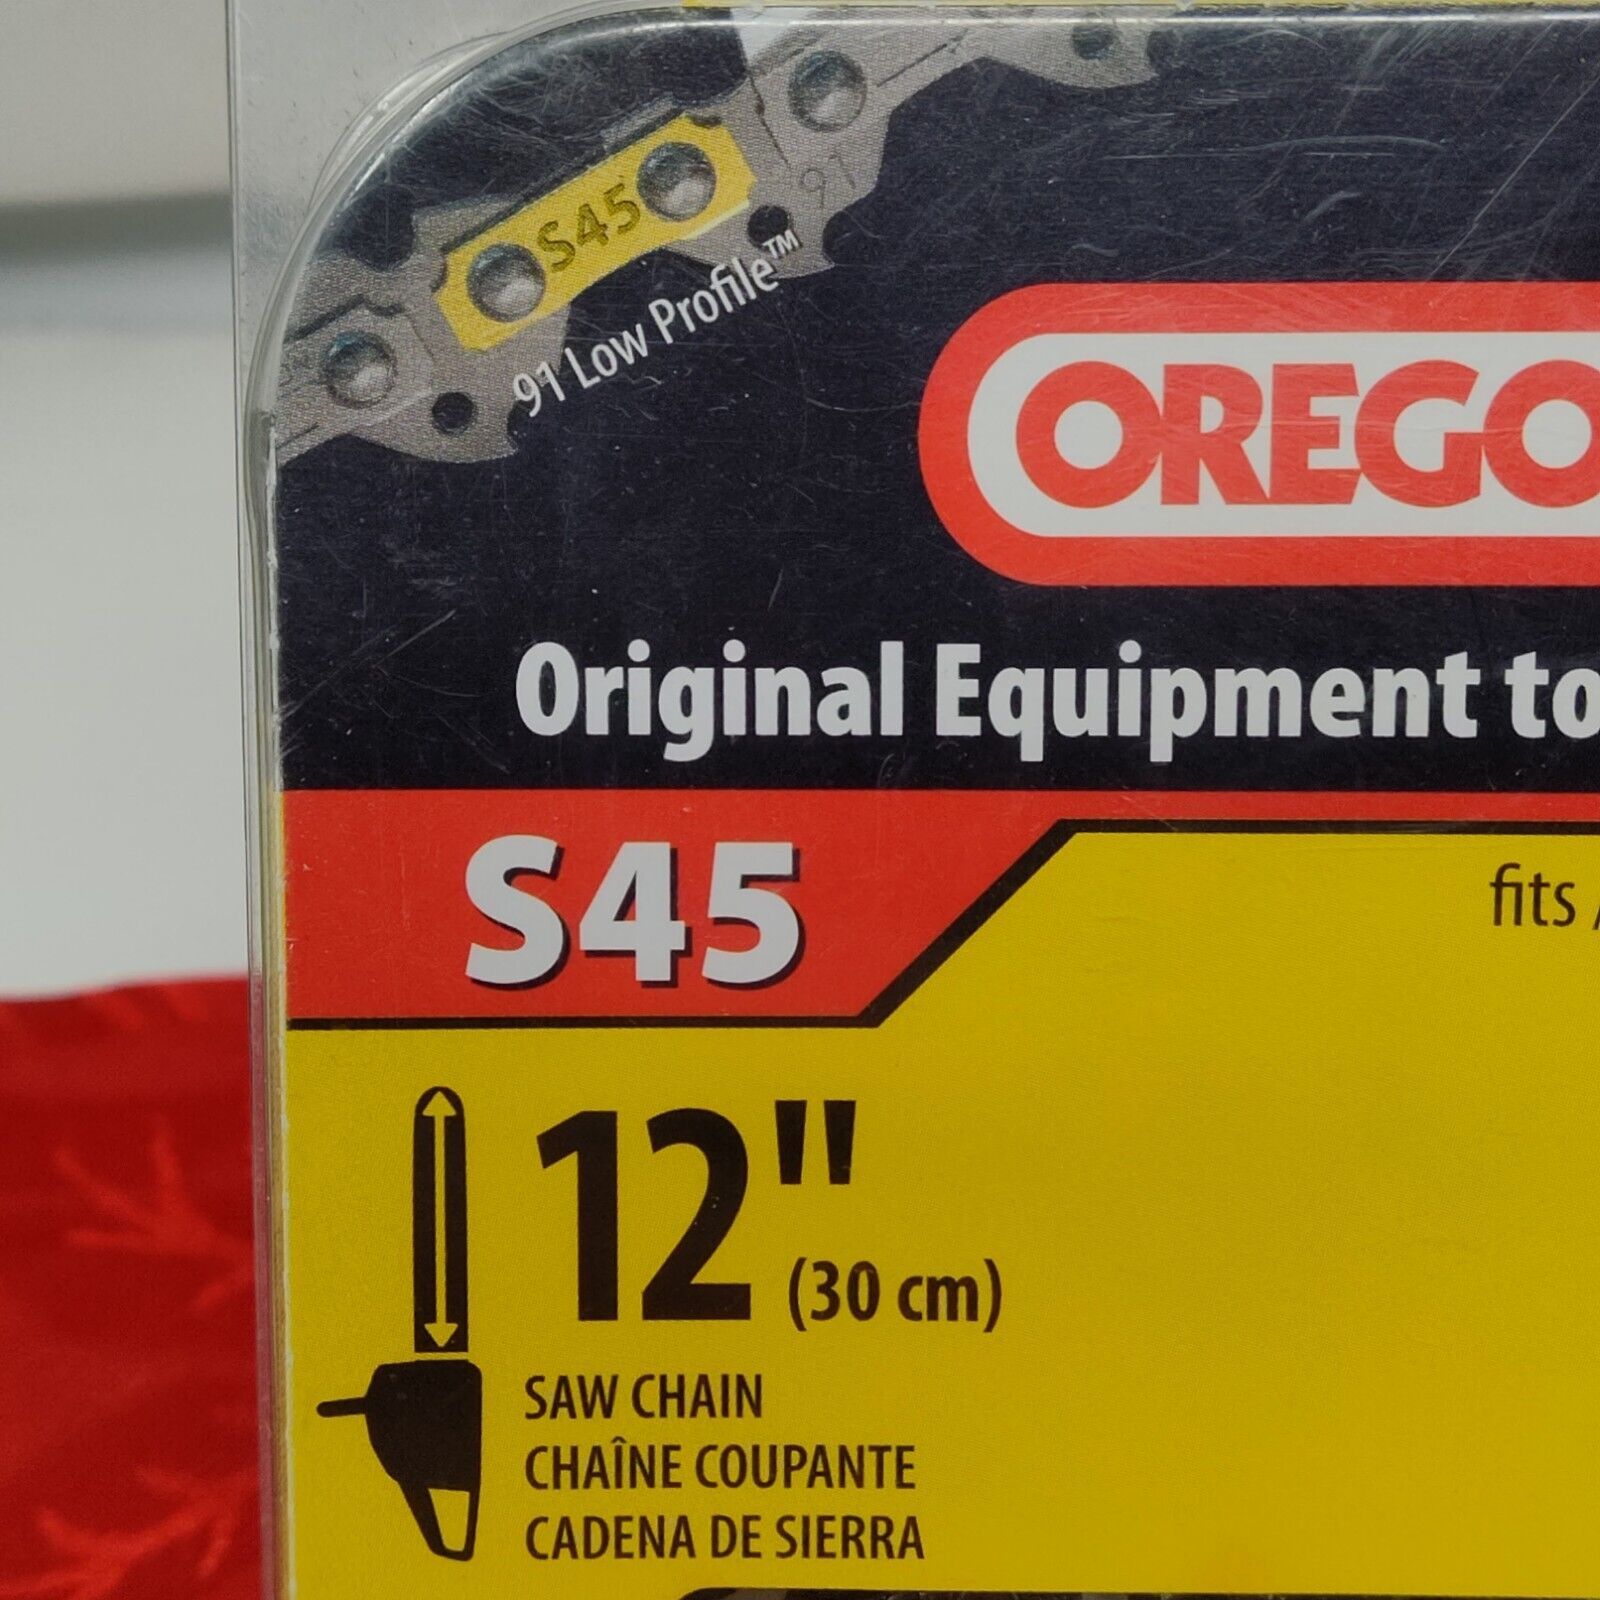 S45
91
91 Low Profile™
OREGO
Original Equipment to
S45
fits
12"
(30 cm)
SAW CHAIN
CHAÎNE COUPANTE
CADENA DE SIERRA